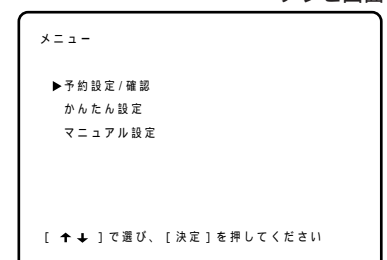 メニュー
▶予約設定/確認
かんたん設定
マニュアル設定
[ ↑↓ ]で選び、[決定]を押してください